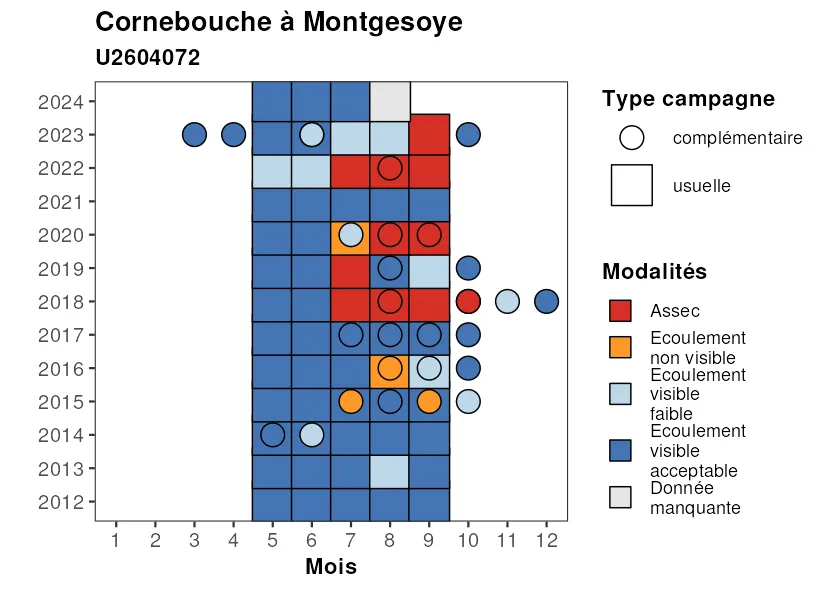 Cornebouche à Montgesoye
U2604072
2024
2023
2022
2021
2020
2019
2018
2017
2016
2015
2014
2013
2012
1 2 3 4 5 6 7 8 9 10 11 12
Mois
Type campagne
complémentaire
usuelle
Modalités
Assec
Ecoulement
non visible
Ecoulement
visible
faible
Ecoulement
visible
acceptable
Donnée
manquante